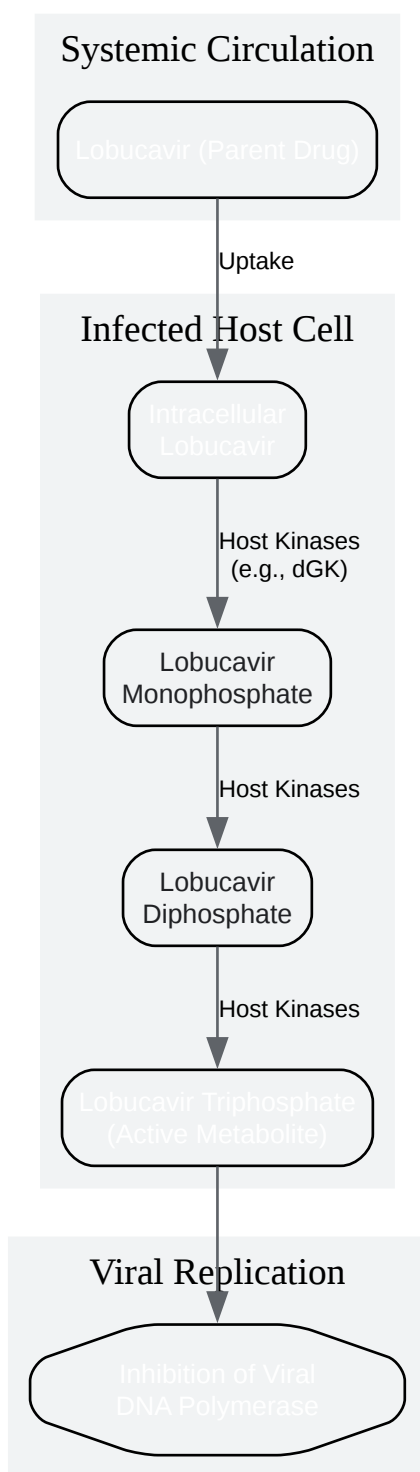 Systemic Circulation
Lobucavir (Parent Drug)
Uptake
Infected Host Cell
Intracellular
Lobucavir
Host Kinases
(e.g., dGK)
Lobucavir
Monophosphate
Host Kinases
Lobucavir
Diphosphate
Host Kinases
Lobucavir Triphosphate
(Active Metabolite)
Viral Replication
Inhibition of Viral
DNA Polymerase